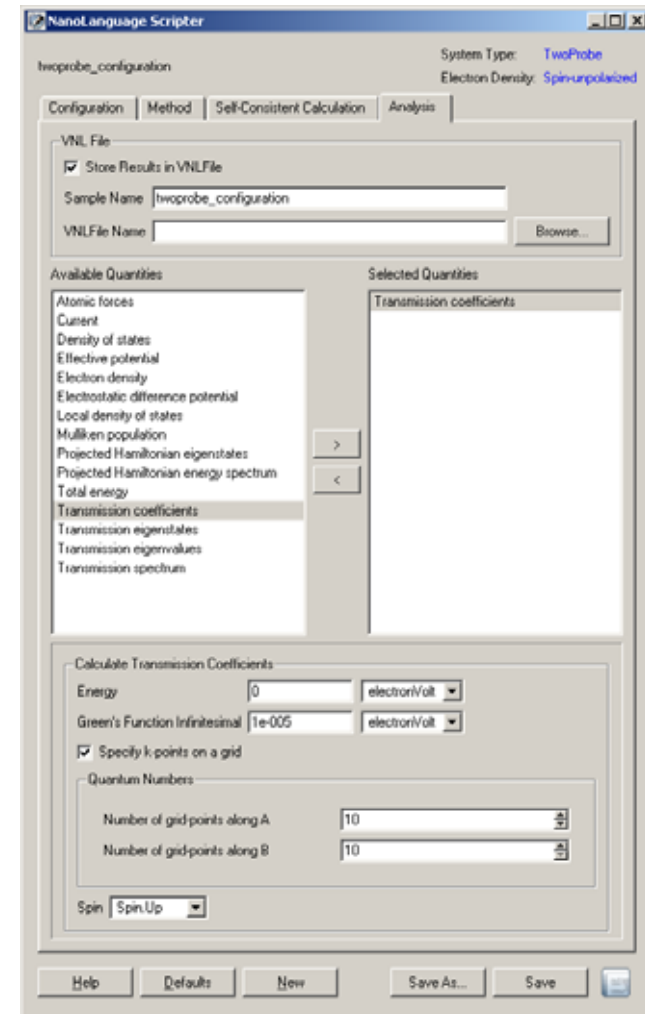 NanoLanguage Scripter
twoprobe_configuration
System Type: TwoProbe
Electron Density: Spin-unpolarized
Configuration Method Self-Consistent Calculation Analysis
VNL File
Store Results in VNLFile
Sample Name twoprobe_configuration
VNLFile Name Browse...
Available Quantities
Atomic forces
Current
Density of states
Effective potential
Electron density
Electrostatic difference potential
Local density of states
Mulliken population
Projected Hamiltonian eigenstates
Projected Hamiltonian energy spectrum
Total energy
Transmission coefficients
Transmission eigenstates
Transmission eigenvalues
Transmission spectrum
>
<
Selected Quantities
Transmission coefficients
Calculate Transmission Coefficients
Energy 0 electronVolt
Green's Function Infinitesimal 1e-005 electronVolt
Specify k-points on a grid
Quantum Numbers
Number of grid-points along A 10
Number of grid-points along B 10
Spin Spin.Up
Help Defaults New Save As... Save